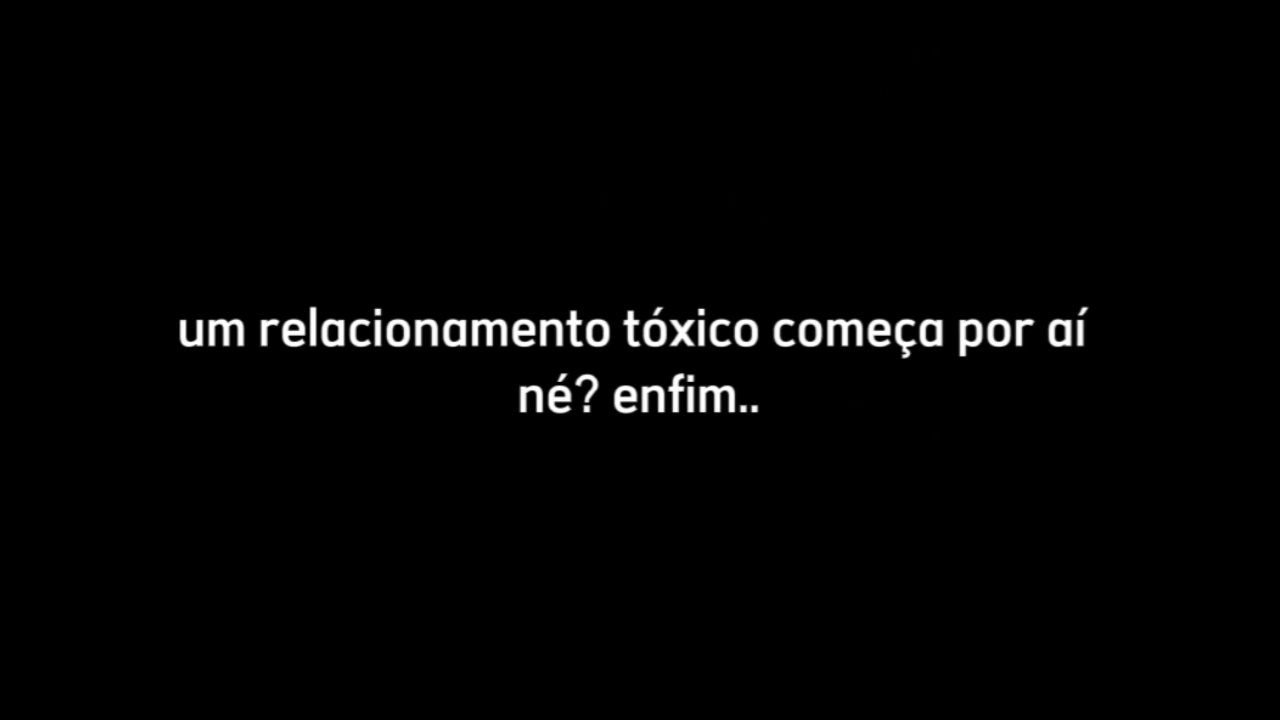 um relacionamento tóxico começa por aí
né? enfim..